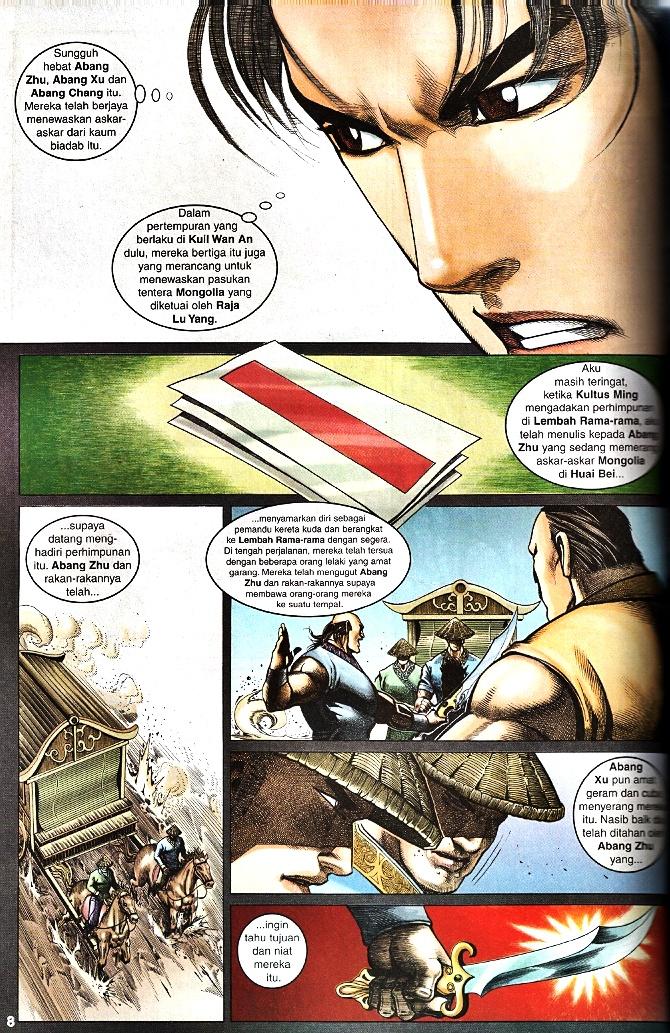 Sungguh
hebat Abang
Zhu, Abang Xu dan
Abang Chang itu.
Mereka telah berjaya
menewaskan askar-
askar dari kaum
biadab itu.
Dalam
pertempuran yang
berlaku di Kuil Wan An
dulu, mereka bertiga itu juga
yang merancang untuk
menewaskan pasukan
tentera Mongolia yang
diketuai oleh Raja
Lu Yang.
Aku
masih teringat,
ketika Kultus Ming
mengadakan perhimpunan
di Lembah Rama-rama, aku
telah menulis kepada Abang
Zhu yang sedang memerangi
askar-askar Mongolia
di Huai Bei...
...supaya
datang meng-
hadiri perhimpunan
itu. Abang Zhu dan
rakan-rakannya
telah...
...menyamarkan diri sebagai
pemandu kereta kuda dan berangkat
ke Lembah Rama-rama dengan segera.
Di tengah perjalanan, mereka telah tersua
dengan beberapa orang lelaki yang amat
garang. Mereka telah mengugut Abang
Zhu dan rakan-rakannya supaya
membawa orang-orang mereka
ke suatu tempat.
Abang
Xu pun amat
geram dan cuba
menyerang
itu. Nasib baik
telah ditahan oleh
Abang Zhu
yang...
...ingin
tahu tujuan
dan niat
mereka
itu.
8